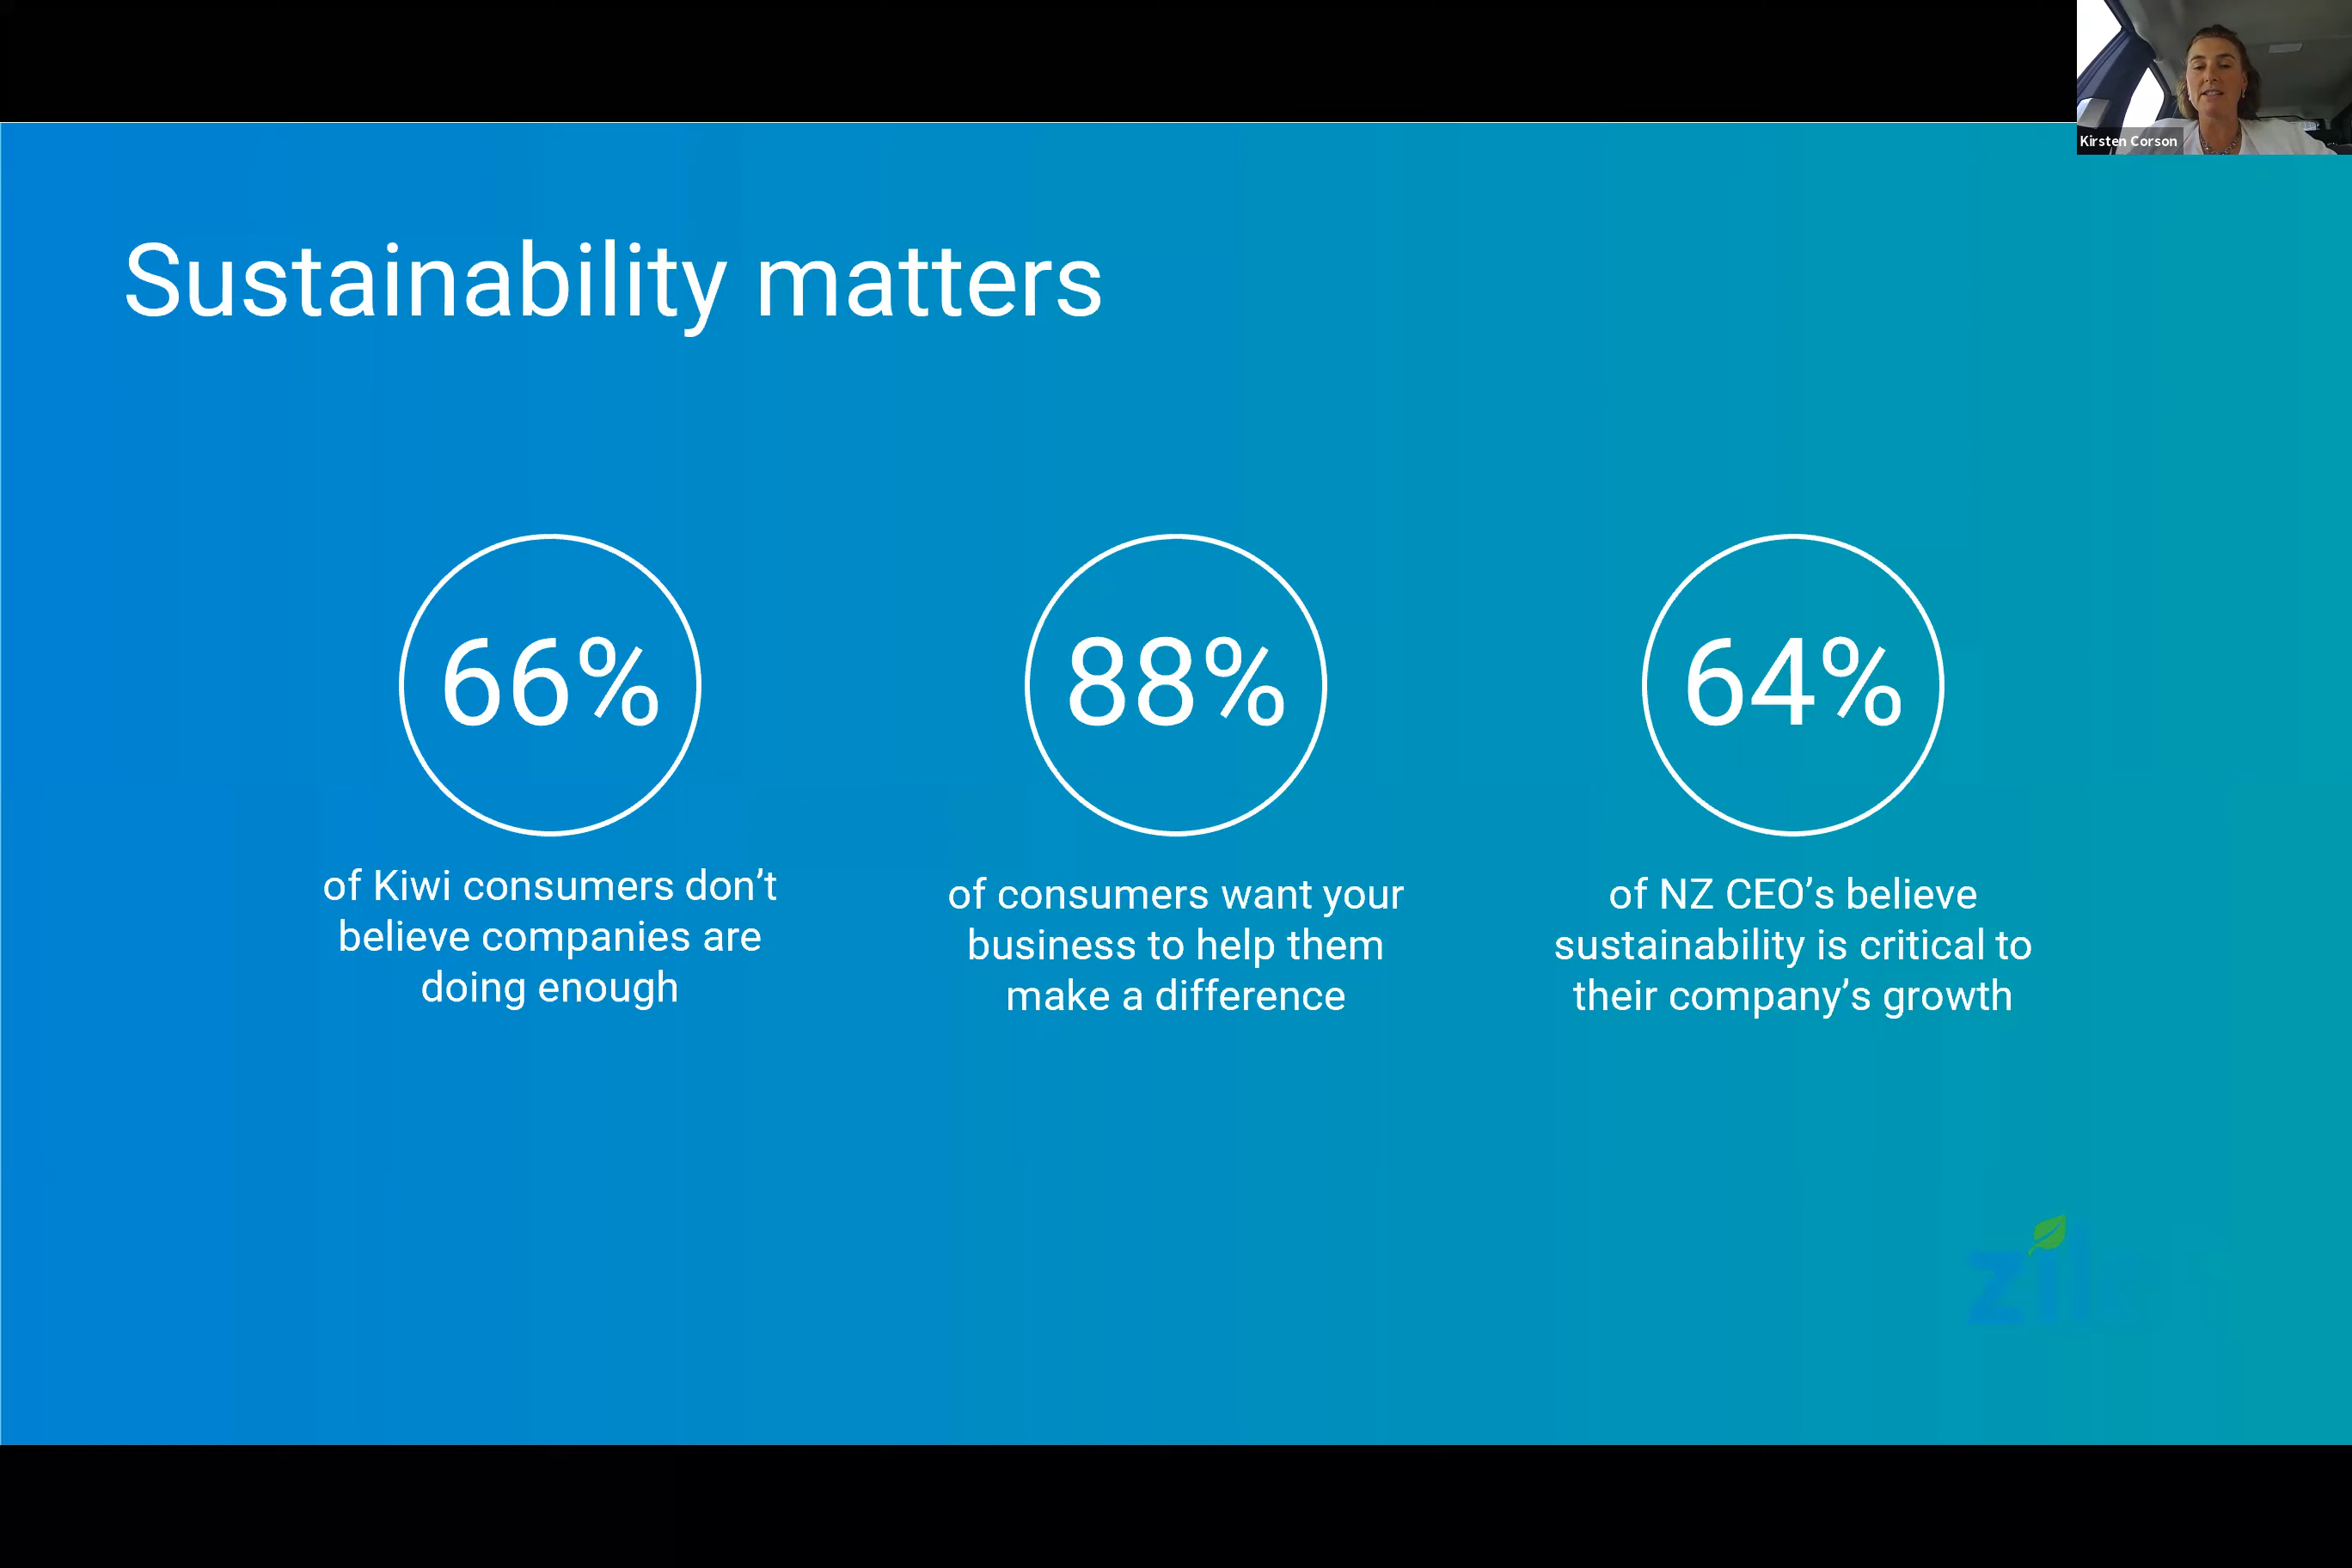 Kirsten Corson
Sustainability matters
66%
of Kiwi consumers don’t
believe companies are
doing enough
88%
of consumers want your
business to help them
make a difference
64%
of NZ CEO’s believe
sustainability is critical to
their company’s growth